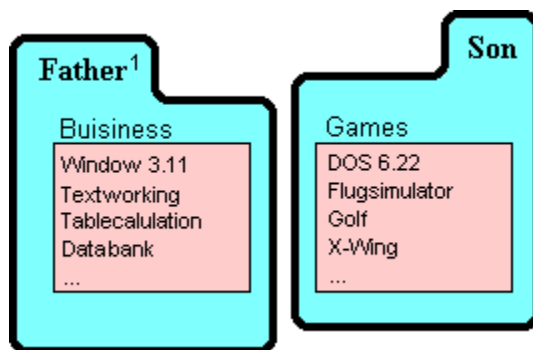 Father¹
Buisiness
Window 3.11
Textworking
Tablecalulation
Databank
...
Son
Games
DOS 6.22
Flugsimulator
Golf
X-Wing
...